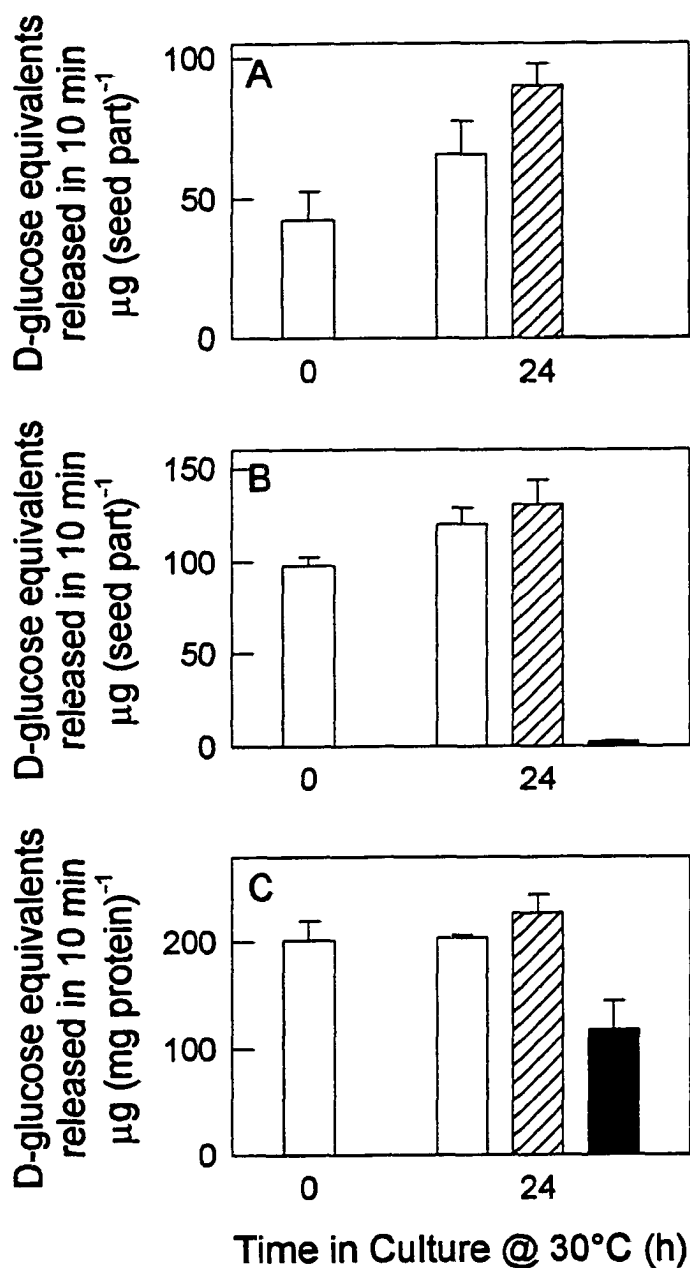 D-glucose equivalents
released in 10 min
µg (seed part)⁻¹
A
100
50
0
0 24
D-glucose equivalents
released in 10 min
µg (seed part)⁻¹
B
150
100
50
0
0 24
D-glucose equivalents
released in 10 min
µg (mg protein)⁻¹
C
200
100
0
0 24
Time in Culture @ 30°C (h)